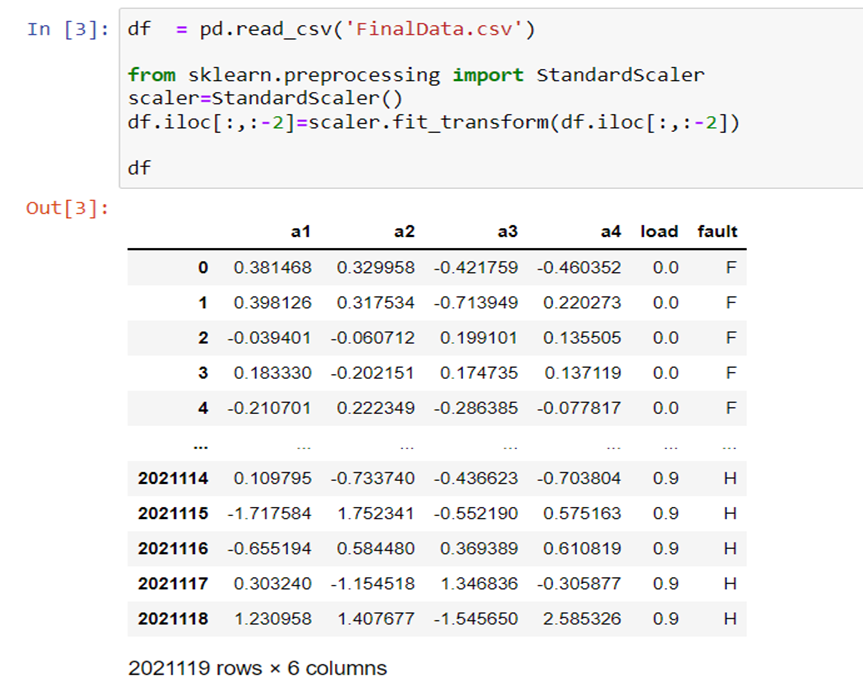 In [3]: df  = pd.read_csv('FinalData.csv')
from sklearn.preprocessing import StandardScaler
scaler=StandardScaler()
df.iloc[:,:-2]=scaler.fit_transform(df.iloc[:,:-2])
df
Out[3]:
a1 a2 a3 a4 load fault
0 0.381468 0.329958 -0.421759 -0.460352 0.0 F
1 0.398126 0.317534 -0.713949 0.220273 0.0 F
2 -0.039401 -0.060712 0.199101 0.135505 0.0 F
3 0.183330 -0.202151 0.174735 0.137119 0.0 F
4 -0.210701 0.222349 -0.286385 -0.077817 0.0 F
... ... ... ... ... ... ...
2021114 0.109795 -0.733740 -0.436623 -0.703804 0.9 H
2021115 -1.717584 1.752341 -0.552190 0.575163 0.9 H
2021116 -0.655194 0.584480 0.369389 0.610819 0.9 H
2021117 0.303240 -1.154518 1.346836 -0.305877 0.9 H
2021118 1.230958 1.407677 -1.545650 2.585326 0.9 H
2021119 rows × 6 columns